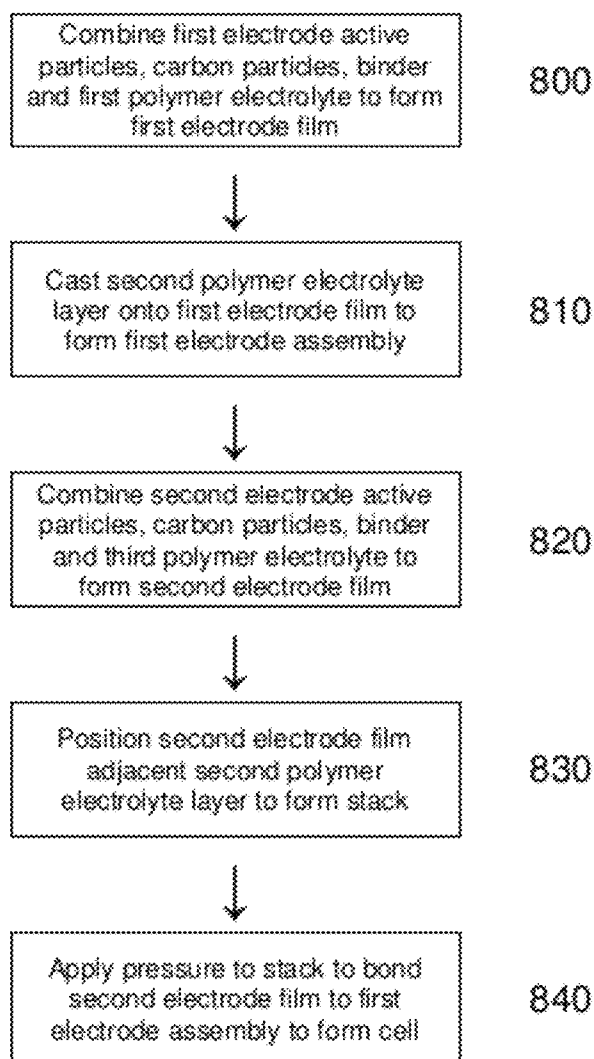 Combine first electrode active
particles, carbon particles, binder
and first polymer electrolyte to form
first electrode film
800
Cast second polymer electrolyte
layer onto first electrode film to
form first electrode assembly
810
Combine second electrode active
particles, carbon particles, binder
and third polymer electrolyte to
form second electrode film
820
Position second electrode film
adjacent second polymer
electrolyte layer to form stack
830
Apply pressure to stack to bond
second electrode film to first
electrode assembly to form cell
840